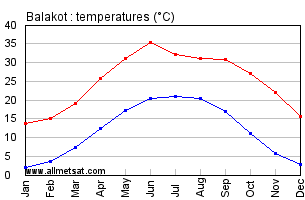 Balakot : temperatures (°C)
40
35
30
25
20
15
10
5
0
www.allmetsat.com
Jan
Feb
Mar
Apr
May
Jun
Jul
Aug
Sep
Oct
Nov
Dec